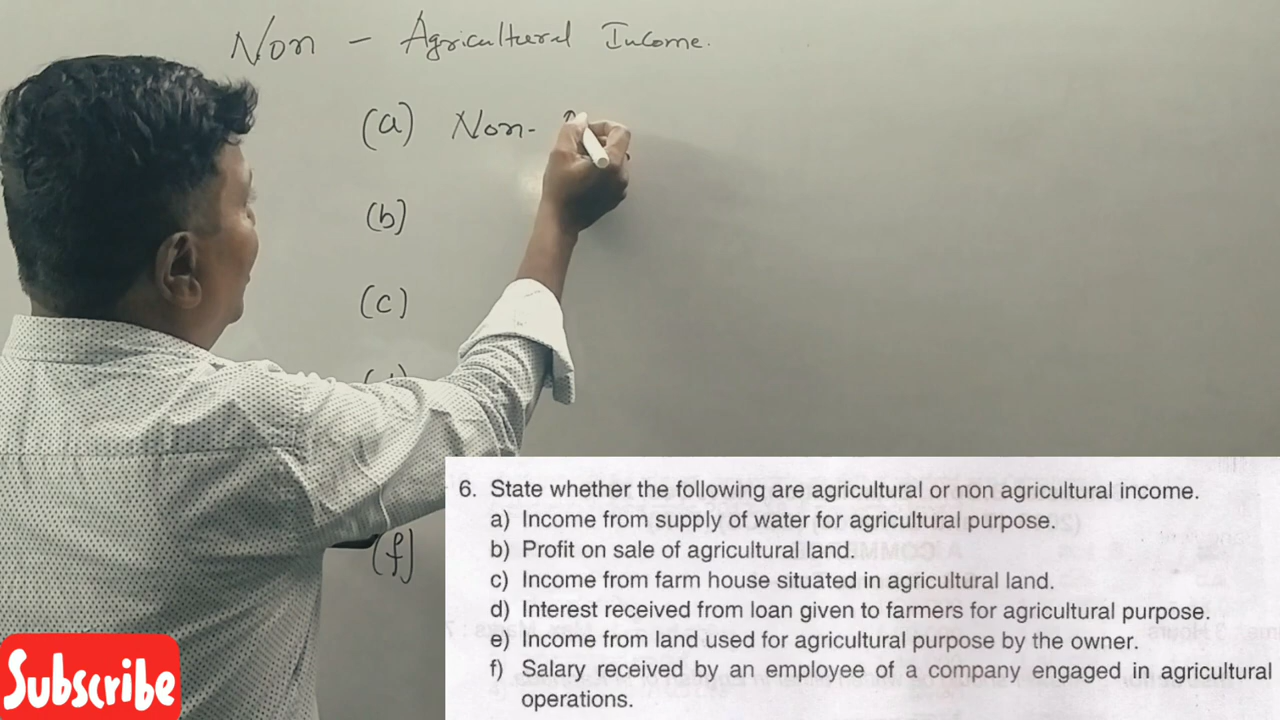 Non - Agricultural Income.
(a) Non-
(b)
(c)
(f)
6. State whether the following are agricultural or non agricultural income.
a) Income from supply of water for agricultural purpose.
b) Profit on sale of agricultural land.
c) Income from farm house situated in agricultural land.
d) Interest received from loan given to farmers for agricultural purpose.
e) Income from land used for agricultural purpose by the owner.
f) Salary received by an employee of a company engaged in agricultural
operations.
Subscribe